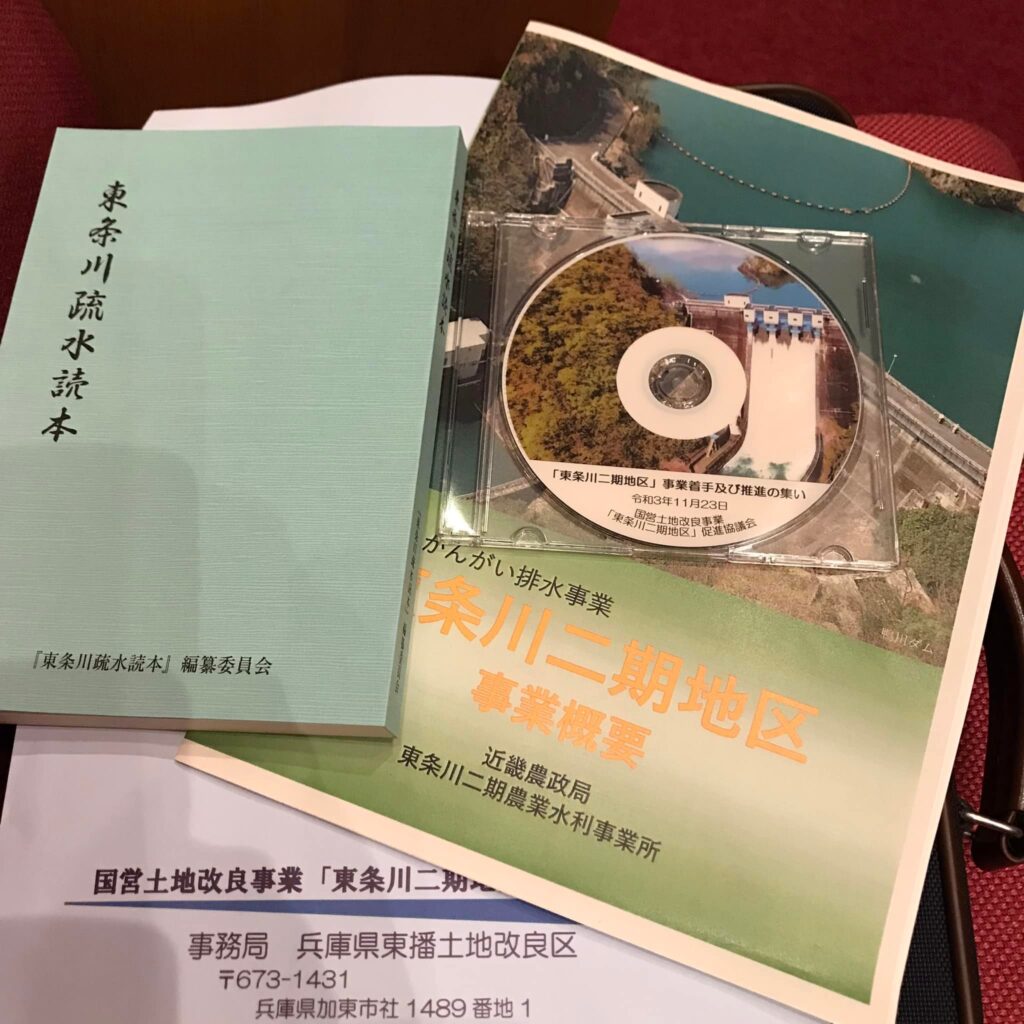 東条川疏水読本
『東条川疏水読本』編纂委員会
「東条川二期地区」事業着手及び推進の集い
令和3年11月23日
国営土地改良事業
「東条川二期地区」促進協議会
かんがい排水事業
条川二期地区
事業概要
近畿農政局
東条川二期農業水利事業所
川ダム
国営土地改良事業「東条川二期
事務局 兵庫県東播土地改良区
〒673-1431
兵庫県加東市社1489番地1